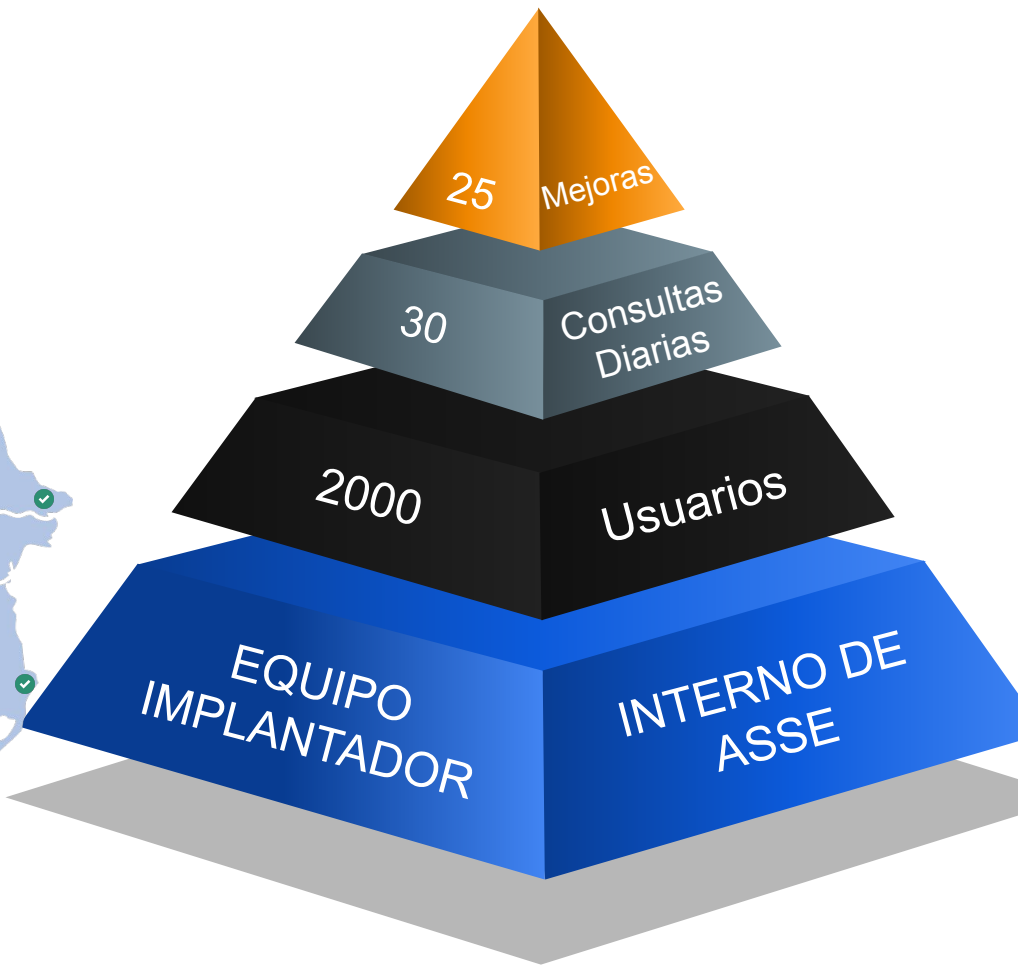 25 Mejoras
30 Consultas
Diarias
2000 Usuarios
EQUIPO
IMPLANTADOR
INTERNO DE
ASSE